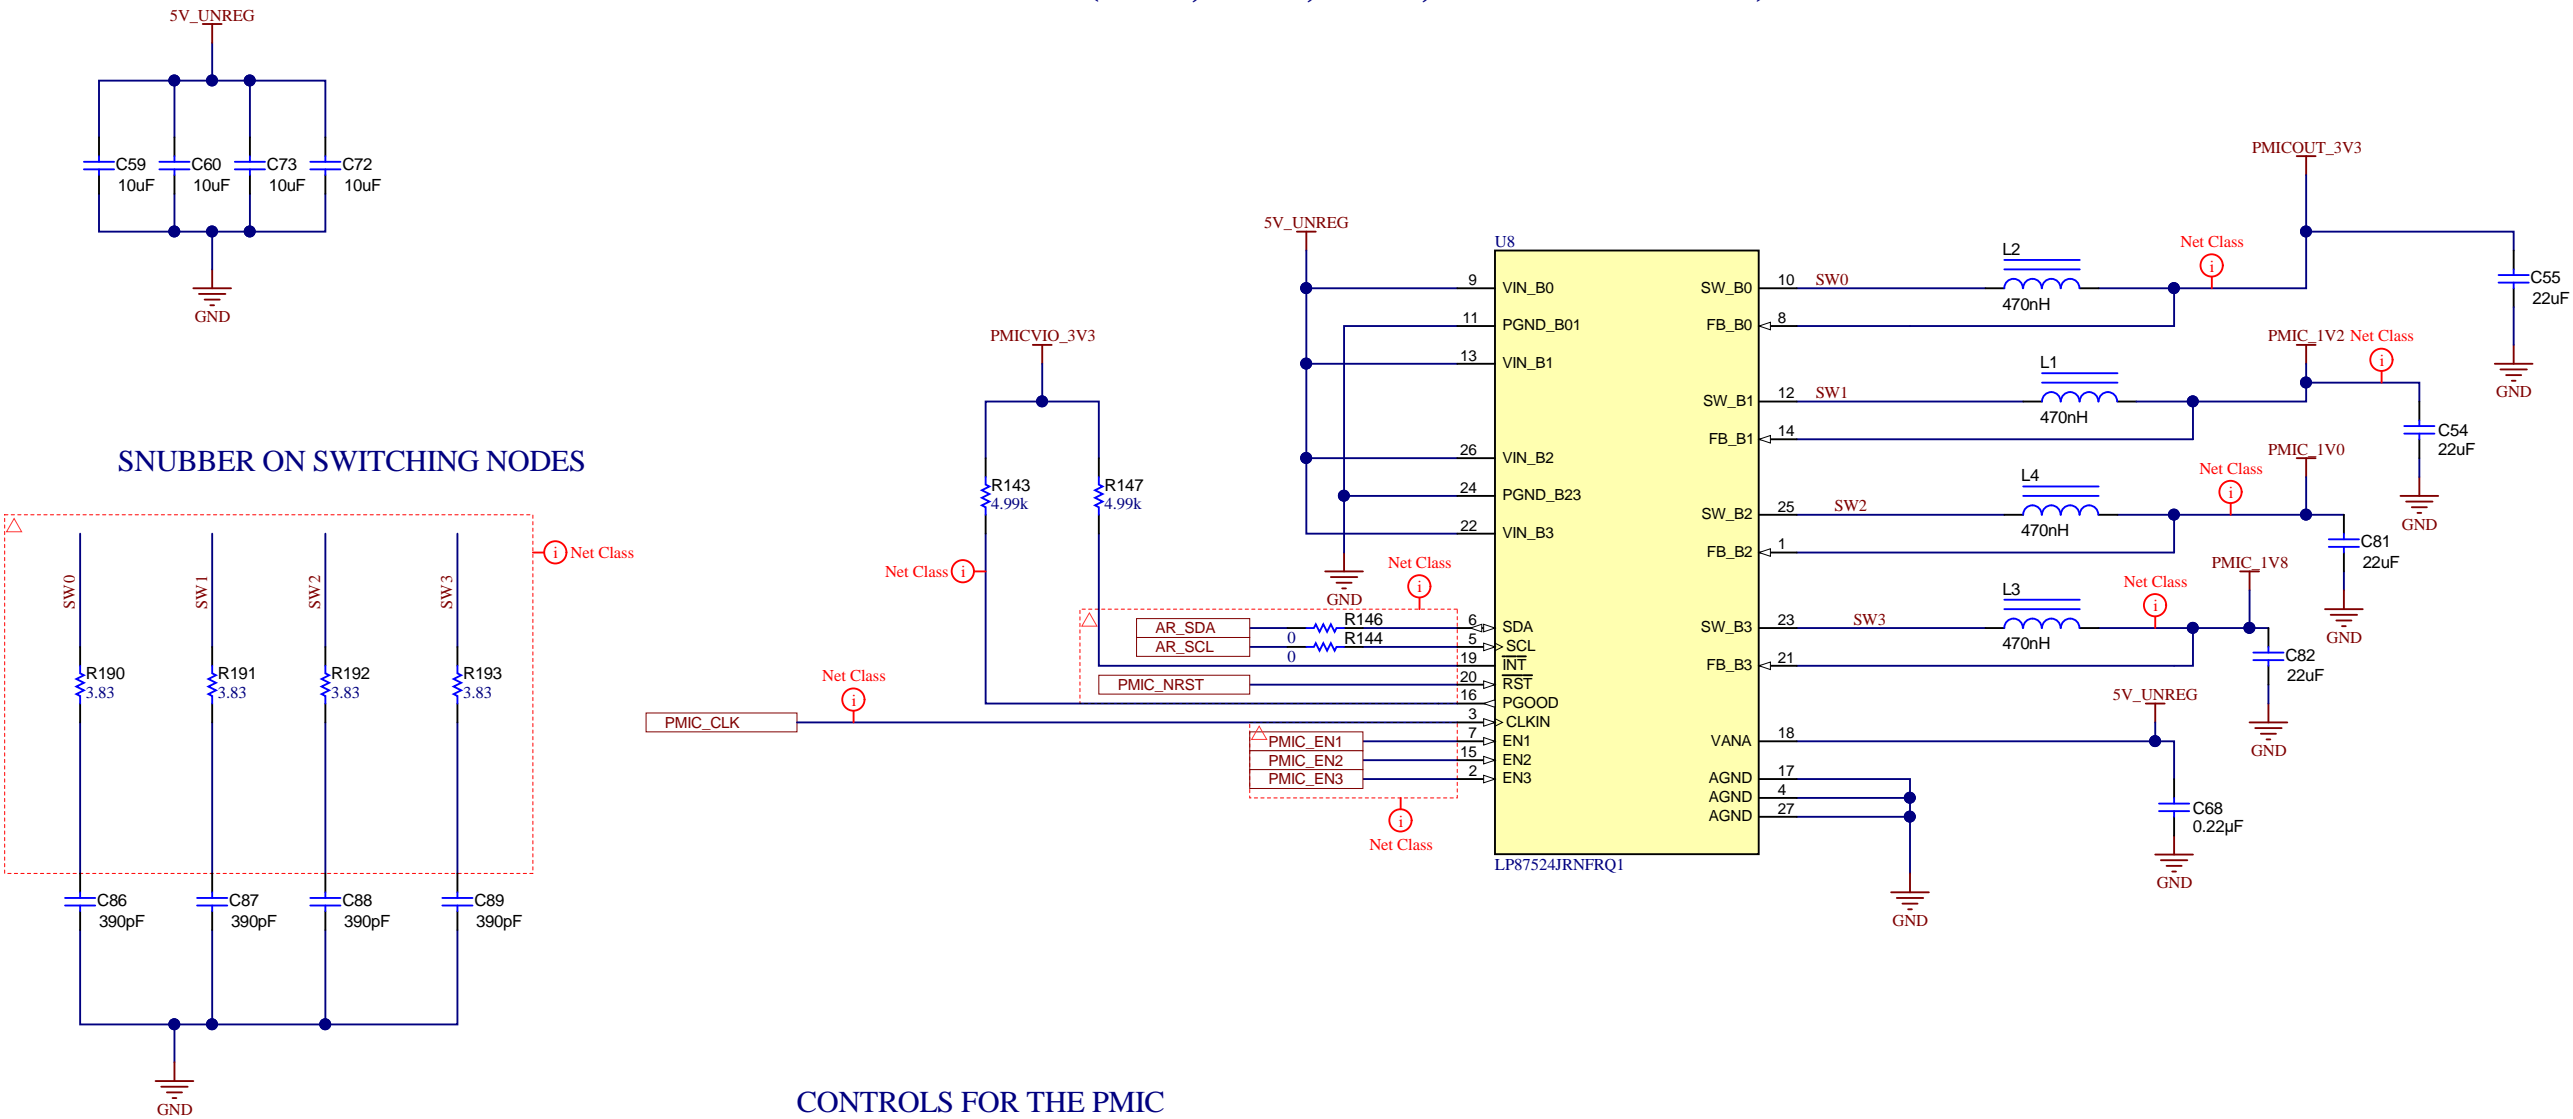 5V_UNREG
C59
10uF
C60
10uF
C73
10uF
C72
10uF
GND
SNUBBER ON SWITCHING NODES
Net Class
SW0
SW1
SW2
SW3
R190
3.83
R191
3.83
R192
3.83
R193
3.83
C86
390pF
C87
390pF
C88
390pF
C89
390pF
GND
PMICVIO_3V3
R143
4.99k
R147
4.99k
Net Class
Net Class
PMIC_CLK
5V_UNREG
GND
Net Class
AR_SDA
AR_SCL
0
0
R146
R144
PMIC_NRST
PMIC_EN1
PMIC_EN2
PMIC_EN3
Net Class
U8
9 VIN_B0
11 PGND_B01
13 VIN_B1
26 VIN_B2
24 PGND_B23
22 VIN_B3
6 SDA
5 SCL
19 INT
20 RST
16 PGOOD
3 CLKIN
7 EN1
15 EN2
2 EN3
SW_B0 10 SW0
FB_B0 8
SW_B1 12 SW1
FB_B1 14
SW_B2 25 SW2
FB_B2 1
SW_B3 23 SW3
FB_B3 21
VANA 18
AGND 17
AGND 4
AGND 27
LP87524JRNFRQ1
GND
L2
470nH
Net Class
PMICOUT_3V3
C55
22uF
GND
L1
470nH
PMIC_1V2
Net Class
C54
22uF
GND
L4
470nH
Net Class
PMIC_1V0
C81
22uF
GND
L3
470nH
Net Class
PMIC_1V8
C82
22uF
GND
5V_UNREG
C68
0.22µF
GND
CONTROLS FOR THE PMIC